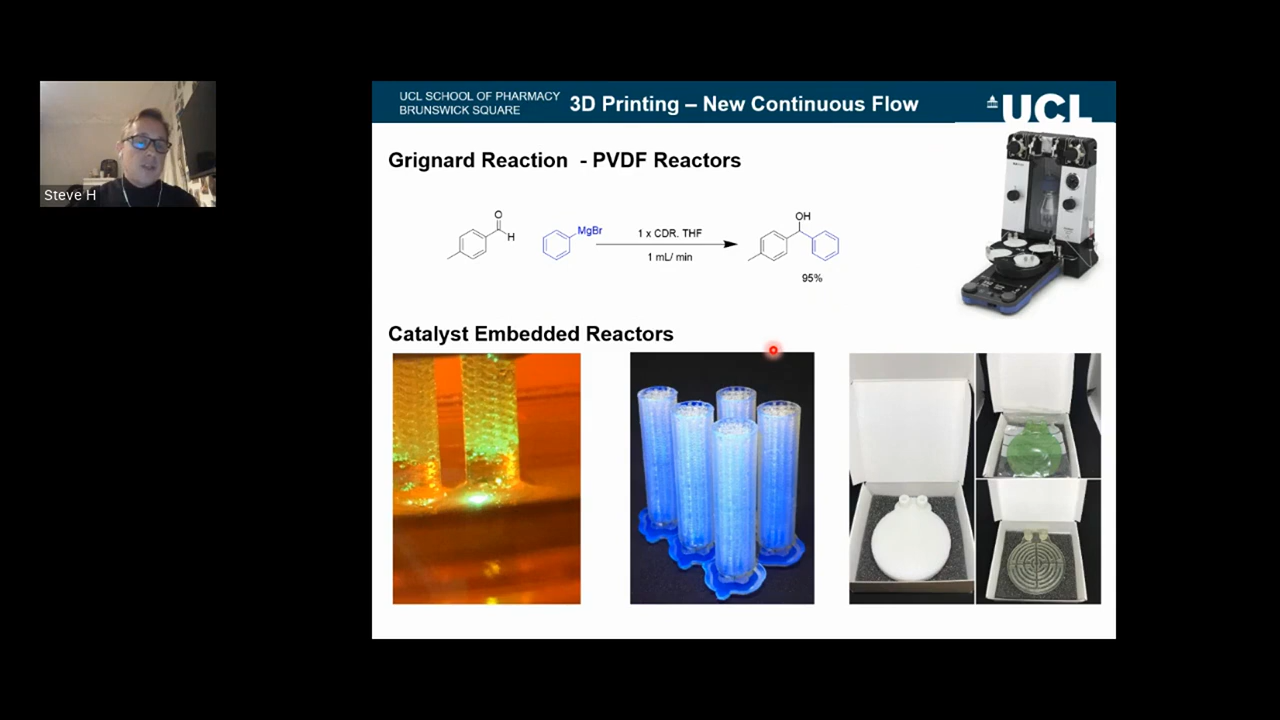 Steve H
UCL SCHOOL OF PHARMACY
BRUNSWICK SQUARE
3D Printing – New Continuous Flow
UCL
Grignard Reaction - PVDF Reactors
O
H
MgBr
1 x CDR. THF
1 mL/ min
OH
95%
Catalyst Embedded Reactors